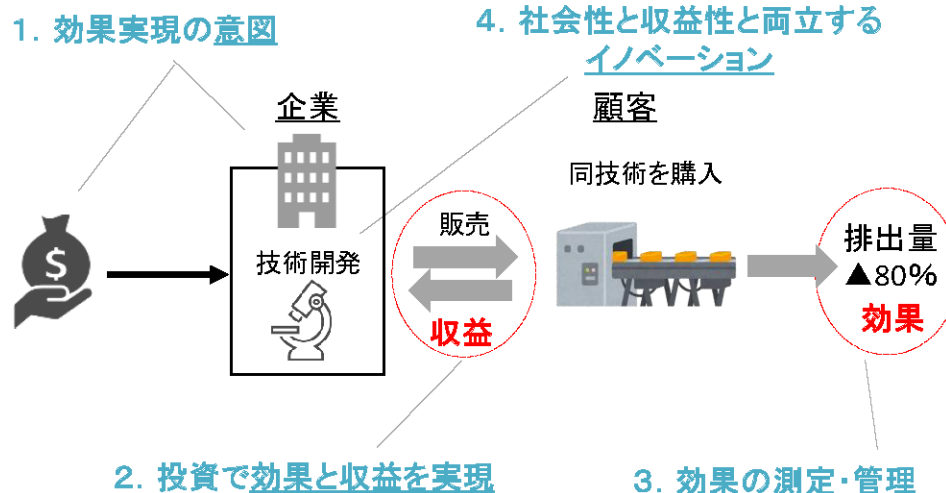 1．効果実現の意図
4．社会性と収益性と両立する
イノベーション
企業
顧客
同技術を購入
販売
技術開発
収益
$
排出量
▲80%
効果
2．投資で効果と収益を実現
3．効果の測定・管理